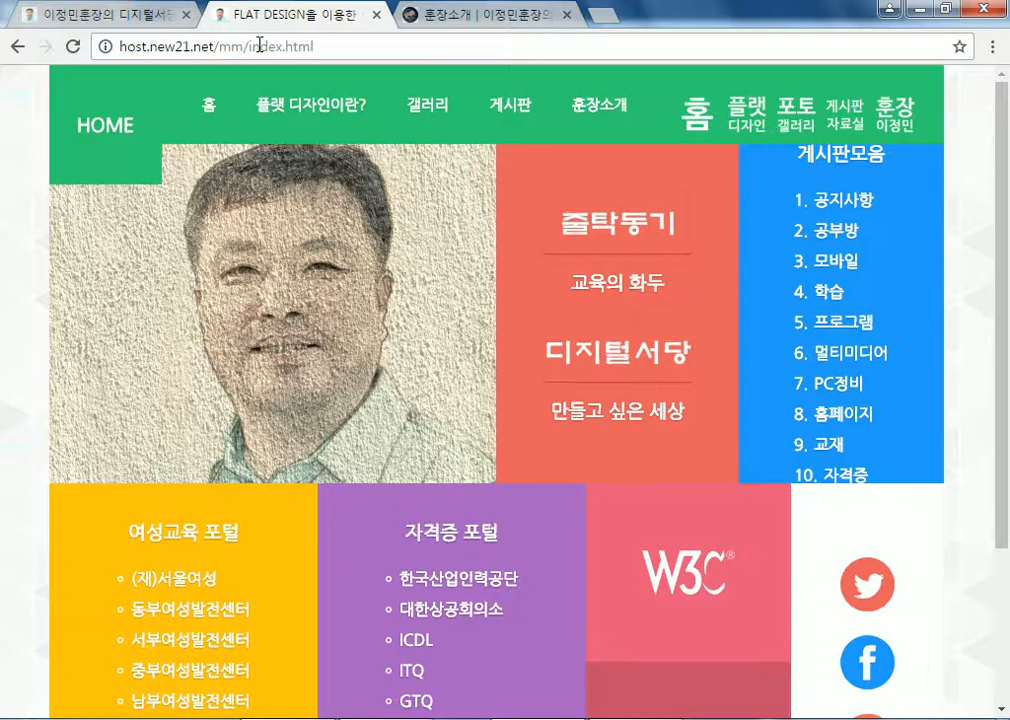 이정민훈장의 디지털서당
FLAT DESIGN을 이용한
훈장소개 | 이정민훈장의
host.new21.net/mm/index.html
HOME
홈 플랫 디자인이란? 갤러리 게시판 훈장소개
홈 플랫 포토 게시판 훈장
디자인 갤러리 자료실 이정민
줄탁동기
교육의 화두
디지털서당
만들고 싶은 세상
게시판모음
1. 공지사항
2. 공부방
3. 모바일
4. 학습
5. 프로그램
6. 멀티미디어
7. PC정비
8. 홈페이지
9. 교재
10. 자격증
여성교육 포털
(재)서울여성
동부여성발전센터
서부여성발전센터
중부여성발전센터
남부여성발전센터
자격증 포털
한국산업인력공단
대한상공회의소
ICDL
ITQ
GTQ
W3C®